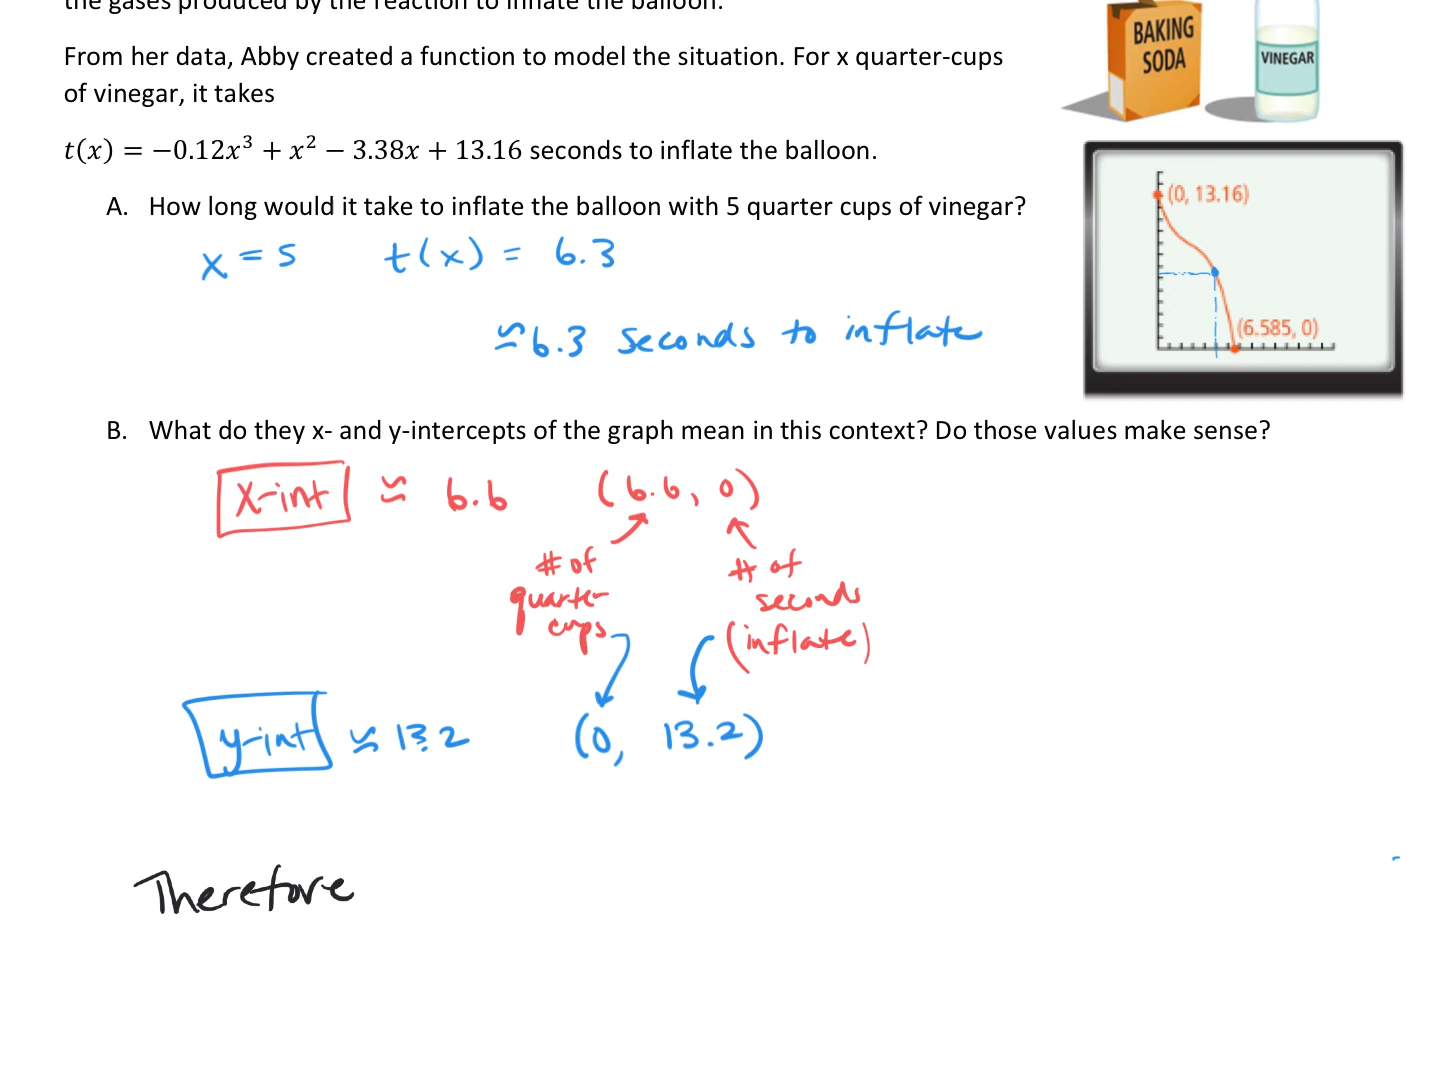 the gases produced by the reaction to inflate the balloon.
From her data, Abby created a function to model the situation. For x quarter-cups
of vinegar, it takes
t(x) = −0.12x³ + x² − 3.38x + 13.16 seconds to inflate the balloon.
BAKING
SODA
VINEGAR
A. How long would it take to inflate the balloon with 5 quarter cups of vinegar?
x = 5 t(x) = 6.3
≈6.3 seconds to inflate
(0, 13.16)
(6.585, 0)
B. What do they x- and y-intercepts of the graph mean in this context? Do those values make sense?
x-int ≈ 6.6 (6.6, 0)
# of
quarter-
cups
# of
seconds
(inflate)
y-int ≈ 13.2 (0, 13.2)
Therefore